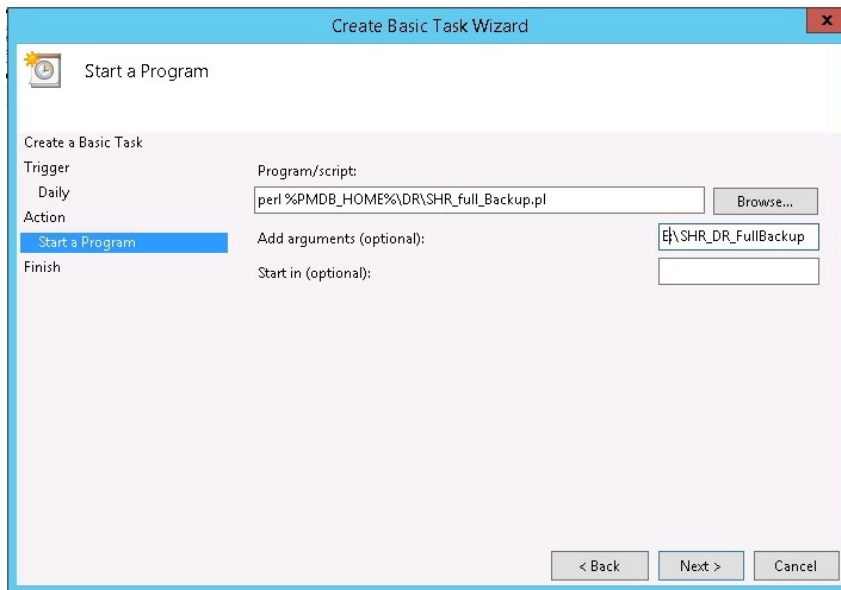 Create Basic Task Wizard
x
Start a Program
Create a Basic Task
Trigger
Daily
Action
Start a Program
Finish
Program/script:
perl %PMDB_HOME%\DR\SHR_full_Backup.pl
Browse...
Add arguments (optional):
E:\SHR_DR_FullBackup
Start in (optional):
< Back
Next >
Cancel